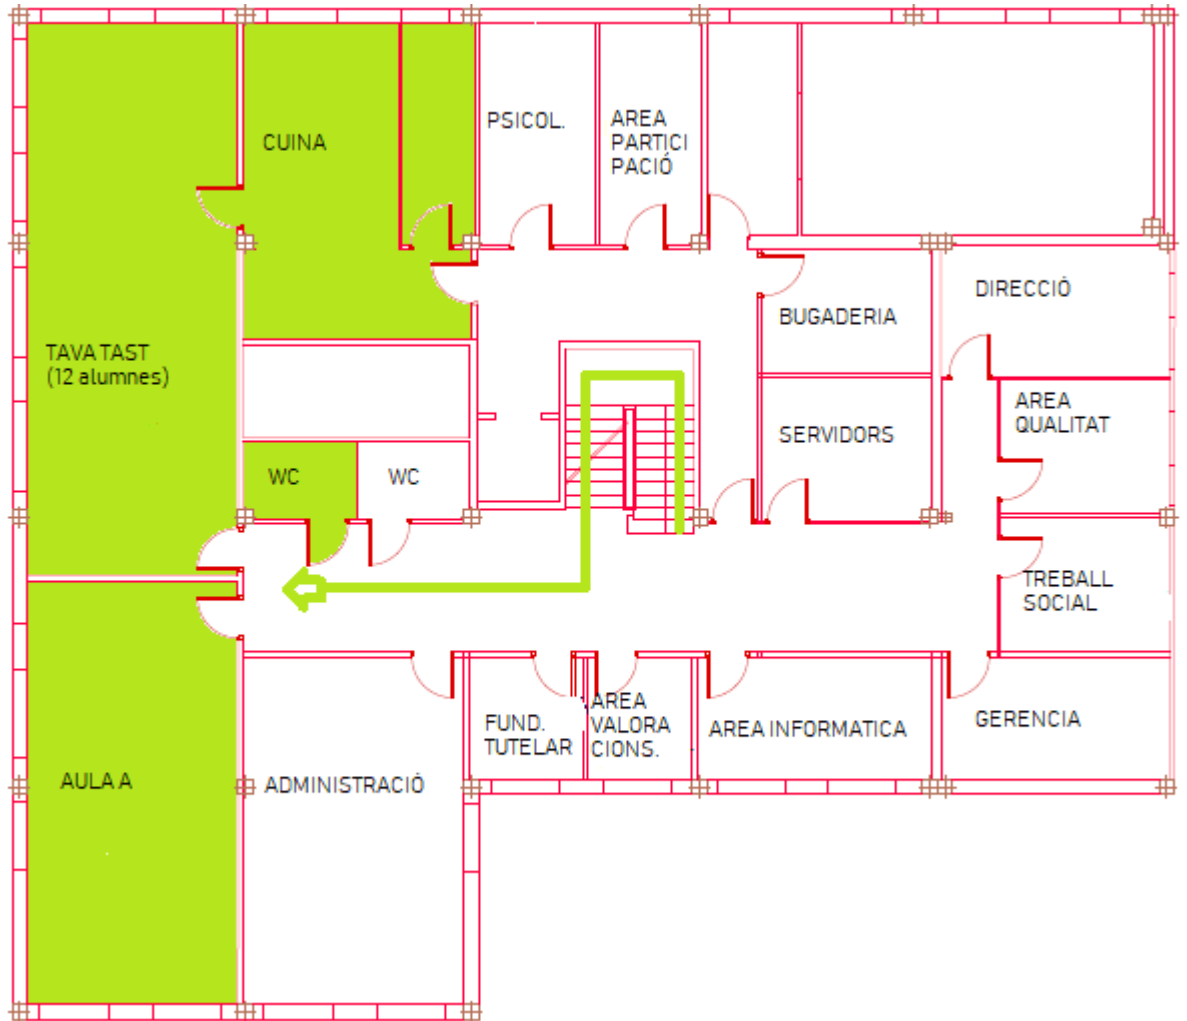 CUINA
PSICOL.
AREA
PARTICI
PACIÓ
TAVA TAST
(12 alumnes)
BUGADERIA
DIRECCIÓ
WC
WC
SERVIDORS
AREA
QUALITAT
TREBALL
SOCIAL
AULA A
ADMINISTRACIÓ
FUND.
TUTELAR
AREA
VALORA
CIONS.
AREA INFORMATICA
GERENCIA